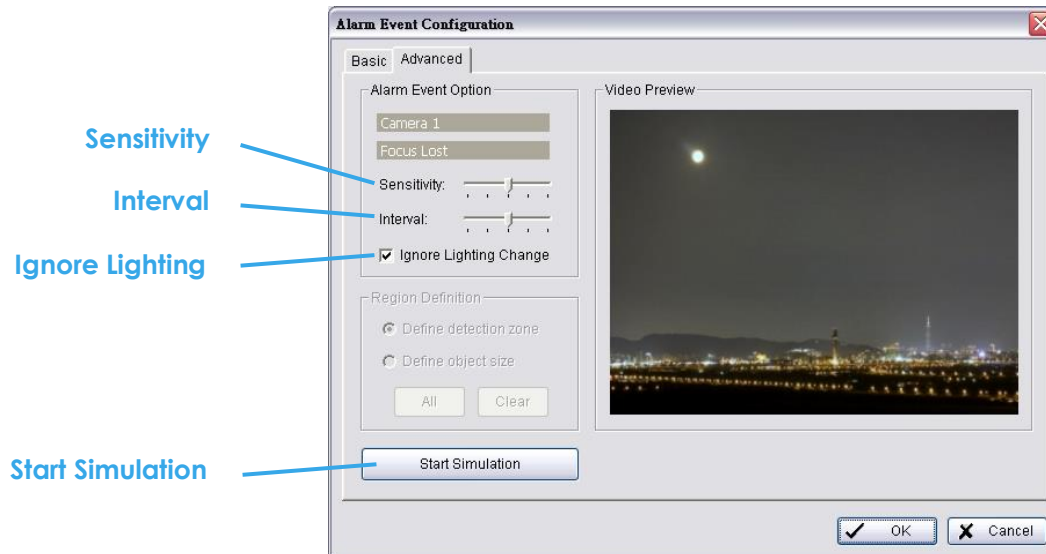 Alarm Event Configuration
Basic
Advanced
Alarm Event Option
Camera 1
Focus Lost
Sensitivity:
Interval:
Ignore Lighting Change
Region Definition
Define detection zone
Define object size
All
Clear
Start Simulation
Video Preview
OK
Cancel
Sensitivity
Interval
Ignore Lighting
Start Simulation